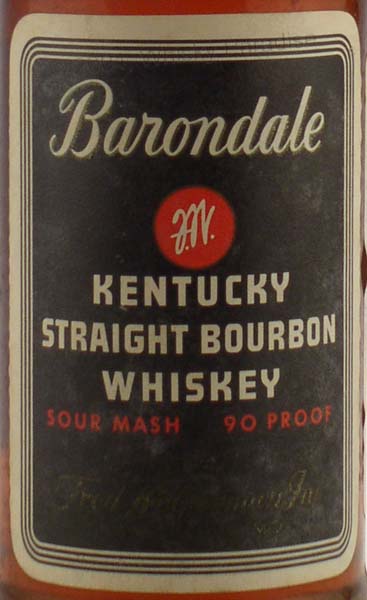 Barondale
J.W.
KENTUCKY
STRAIGHT BOURBON
WHISKEY
SOUR MASH 90 PROOF